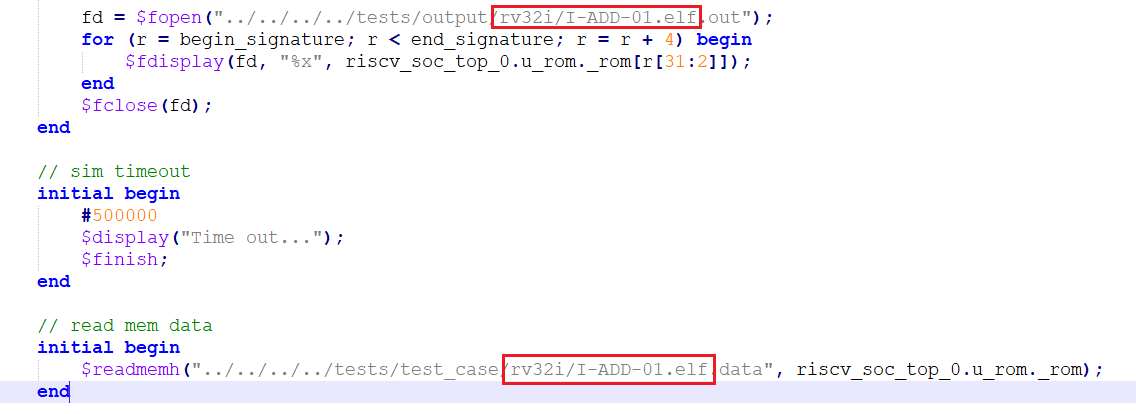 fd = $fopen("../../../../tests/output/rv32i/I-ADD-01.elf.out");
for (r = begin_signature; r < end_signature; r = r + 4) begin
$fdisplay(fd, "%x", riscv_soc_top_0.u_rom._rom[r[31:2]]);
end
$fclose(fd);
end
// sim timeout
initial begin
#500000
$display("Time out...");
$finish;
end
// read mem data
initial begin
$readmemh("../../../../tests/test_case/rv32i/I-ADD-01.elf.data", riscv_soc_top_0.u_rom._rom);
end